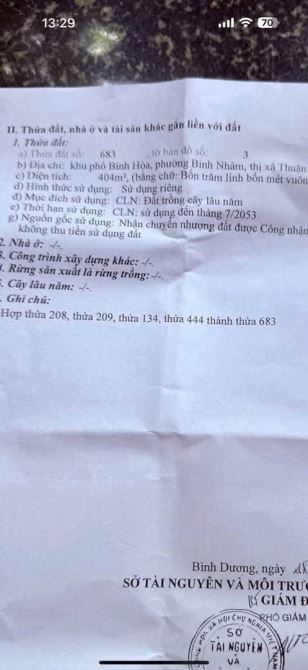 13:29
70
II. Thửa đất, nhà ở và tài sản khác gắn liền với đất
1. Thửa đất:
a) Thửa đất số: 683 , tờ bản đồ số: 3
b) Địa chỉ: khu phố Bình Hòa, phường Bình Nhâm, thị xã Thuận
c) Diện tích: 404m², (bằng chữ: Bốn trăm linh bốn mét vuôn
d) Hình thức sử dụng: Sử dụng riêng
đ) Mục đích sử dụng: CLN: Đất trồng cây lâu năm
e) Thời hạn sử dụng: CLN: sử dụng đến tháng 7/2053
g) Nguồn gốc sử dụng: Nhận chuyển nhượng đất được Công nhận
không thu tiền sử dụng đất
2. Nhà ở: -/-.
3. Công trình xây dựng khác: -/-.
. Rừng sản xuất là rừng trồng: -/-.
. Cây lâu năm: -/-.
. Ghi chú:
Hợp thửa 208, thửa 209, thửa 134, thửa 444 thành thửa 683
Bình Dương, ngày
SỞ TÀI NGUYÊN VÀ MÔI TRƯ
GIÁM Đ
PHÓ GIÁM
HÒA XÃ HỘI CHỦ NGHĨA VIỆT
SỞ
TÀI NGUYÊN
VÀ